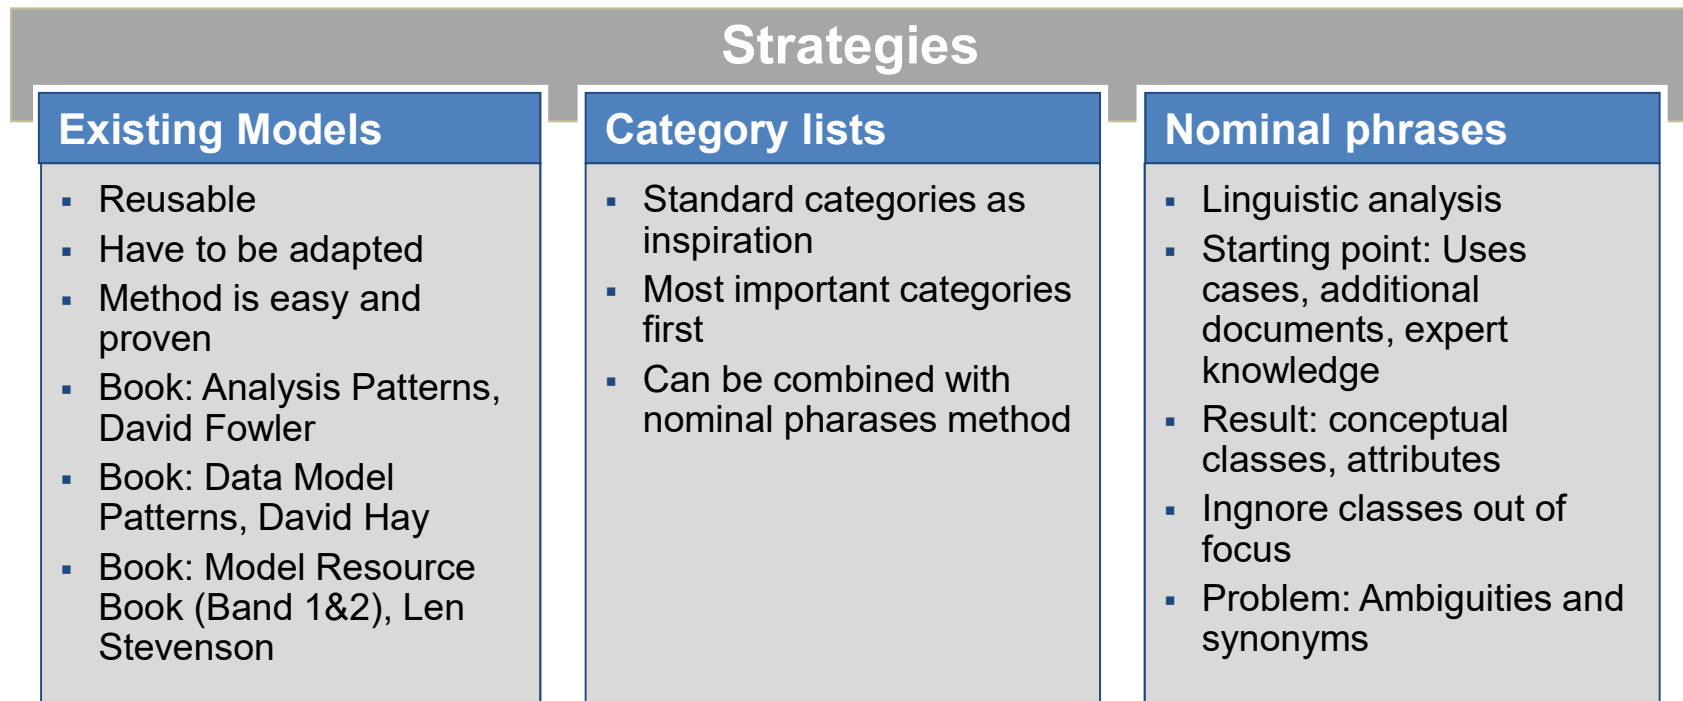 Strategies
Existing Models
▪ Reusable
▪ Have to be adapted
▪ Method is easy and
proven
▪ Book: Analysis Patterns,
David Fowler
▪ Book: Data Model
Patterns, David Hay
▪ Book: Model Resource
Book (Band 1&2), Len
Stevenson
Category lists
▪ Standard categories as
inspiration
▪ Most important categories
first
▪ Can be combined with
nominal pharases method
Nominal phrases
▪ Linguistic analysis
▪ Starting point: Uses
cases, additional
documents, expert
knowledge
▪ Result: conceptual
classes, attributes
▪ Ingnore classes out of
focus
▪ Problem: Ambiguities and
synonyms